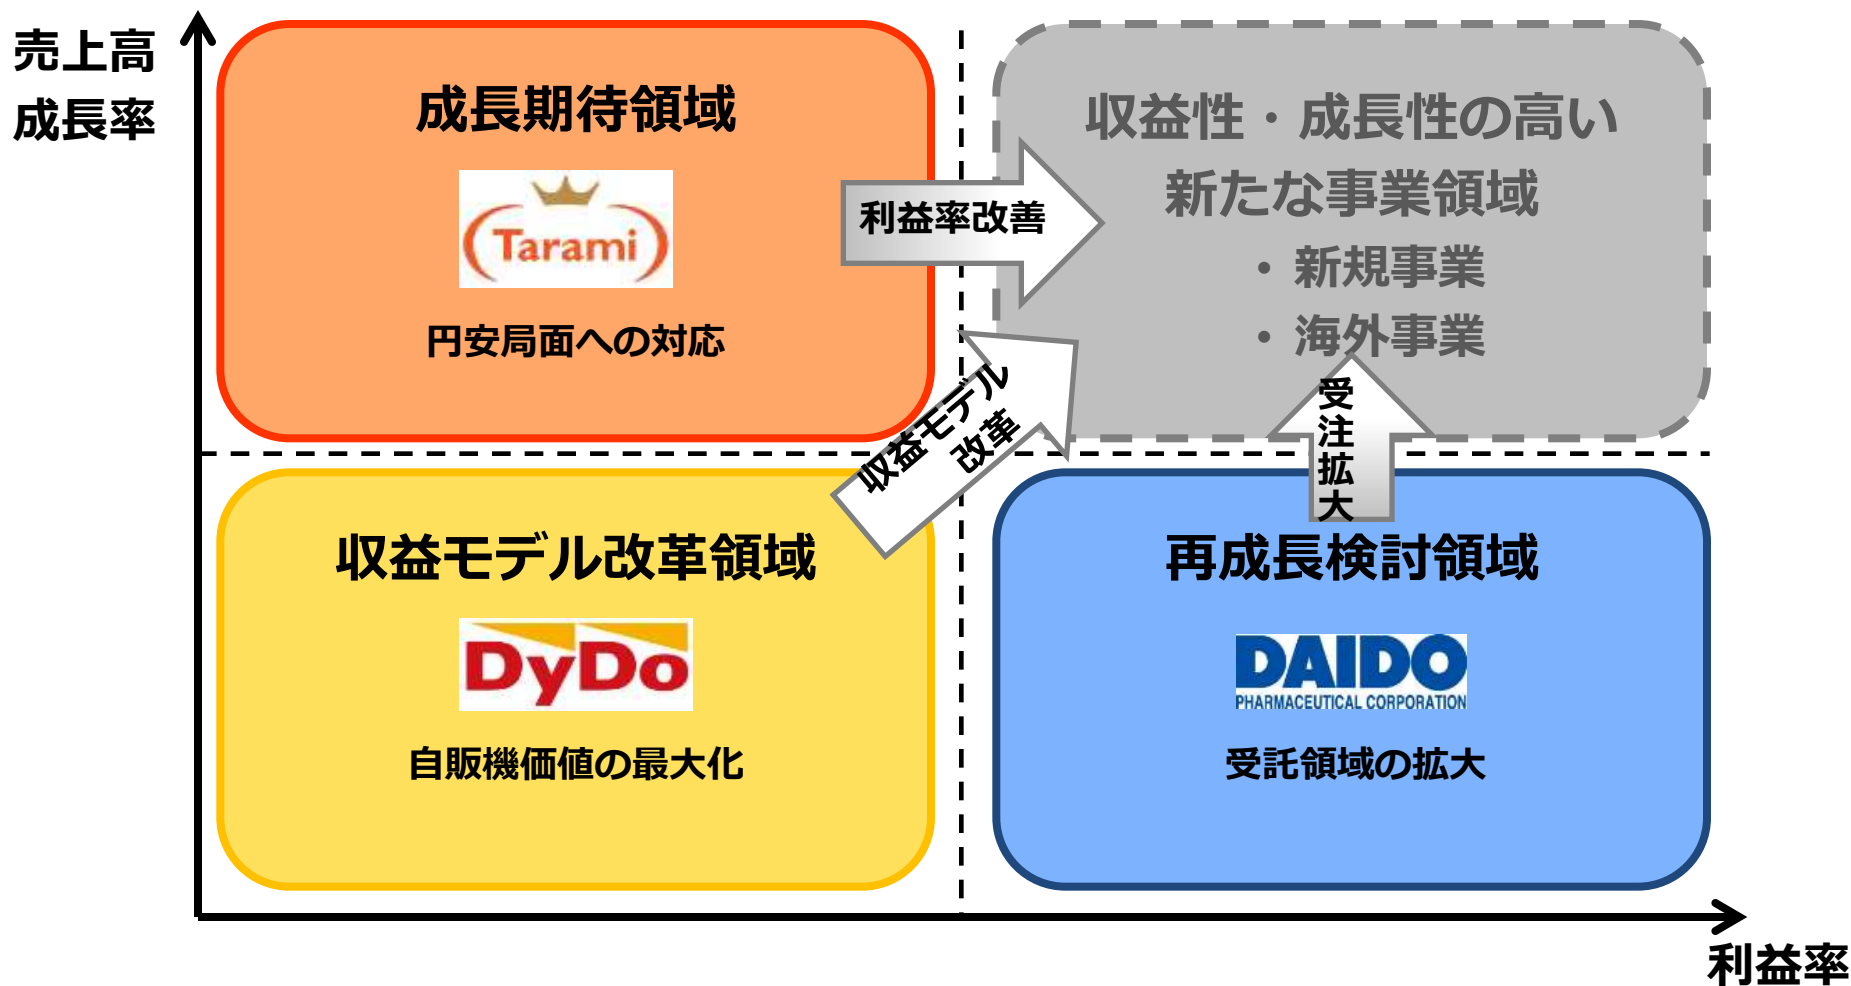 売上高
成長率
成長期待領域
Tarami
円安局面への対応
利益率改善
収益性・成長性の高い
新たな事業領域
・新規事業
・海外事業
収益モデル
改革
受注拡大
収益モデル改革領域
DyDo
自販機価値の最大化
再成長検討領域
DAIDO
PHARMACEUTICAL CORPORATION
受託領域の拡大
利益率